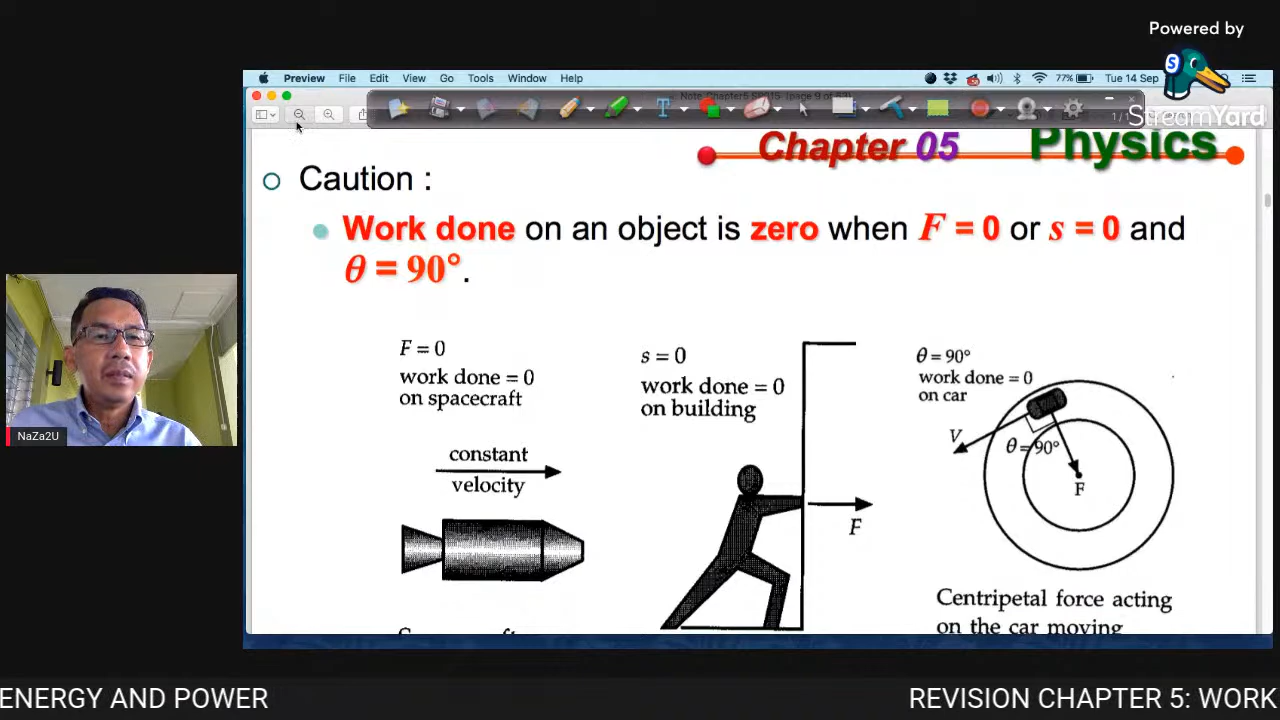 Powered by
StreamYard
Preview File Edit View Go Tools Window Help
77% Tue 14 Sep
Chapter 05 Physics
Caution :
Work done on an object is zero when F = 0 or s = 0 and
θ = 90°.
F = 0
work done = 0
on spacecraft
constant
velocity
s = 0
work done = 0
on building
F
θ = 90°
work done = 0
on car
V
θ = 90°
F
Centripetal force acting
on the car moving
NaZa2U
ENERGY AND POWER
REVISION CHAPTER 5: WORK